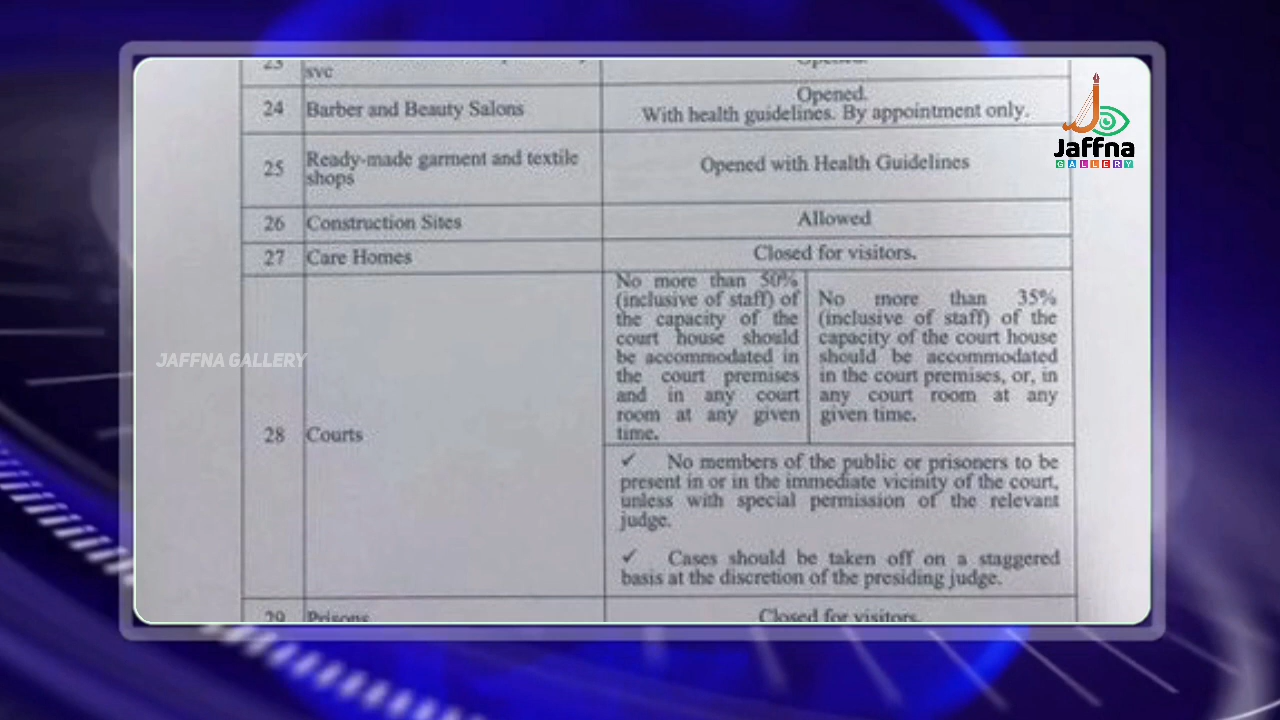 23
svc
Opened.
24 Barber and Beauty Salons
Opened.
With health guidelines. By appointment only.
25 Ready-made garment and textile
shops
Opened with Health Guidelines
26 Construction Sites
Allowed
27 Care Homes
Closed for visitors.
28 Courts
No more than 50%
(inclusive of staff) of
the capacity of the
court house should
be accommodated in
the court premises
and in any court
room at any given
time.
No more than 35%
(inclusive of staff) of the
capacity of the court house
should be accommodated
in the court premises, or, in
any court room at any
given time.
✓ No members of the public or prisoners to be
present in or in the immediate vicinity of the court,
unless with special permission of the relevant
judge.
✓ Cases should be taken off on a staggered
basis at the discretion of the presiding judge.
29 Prisons
Closed for visitors.
Jaffna
GALLERY
JAFFNA GALLERY